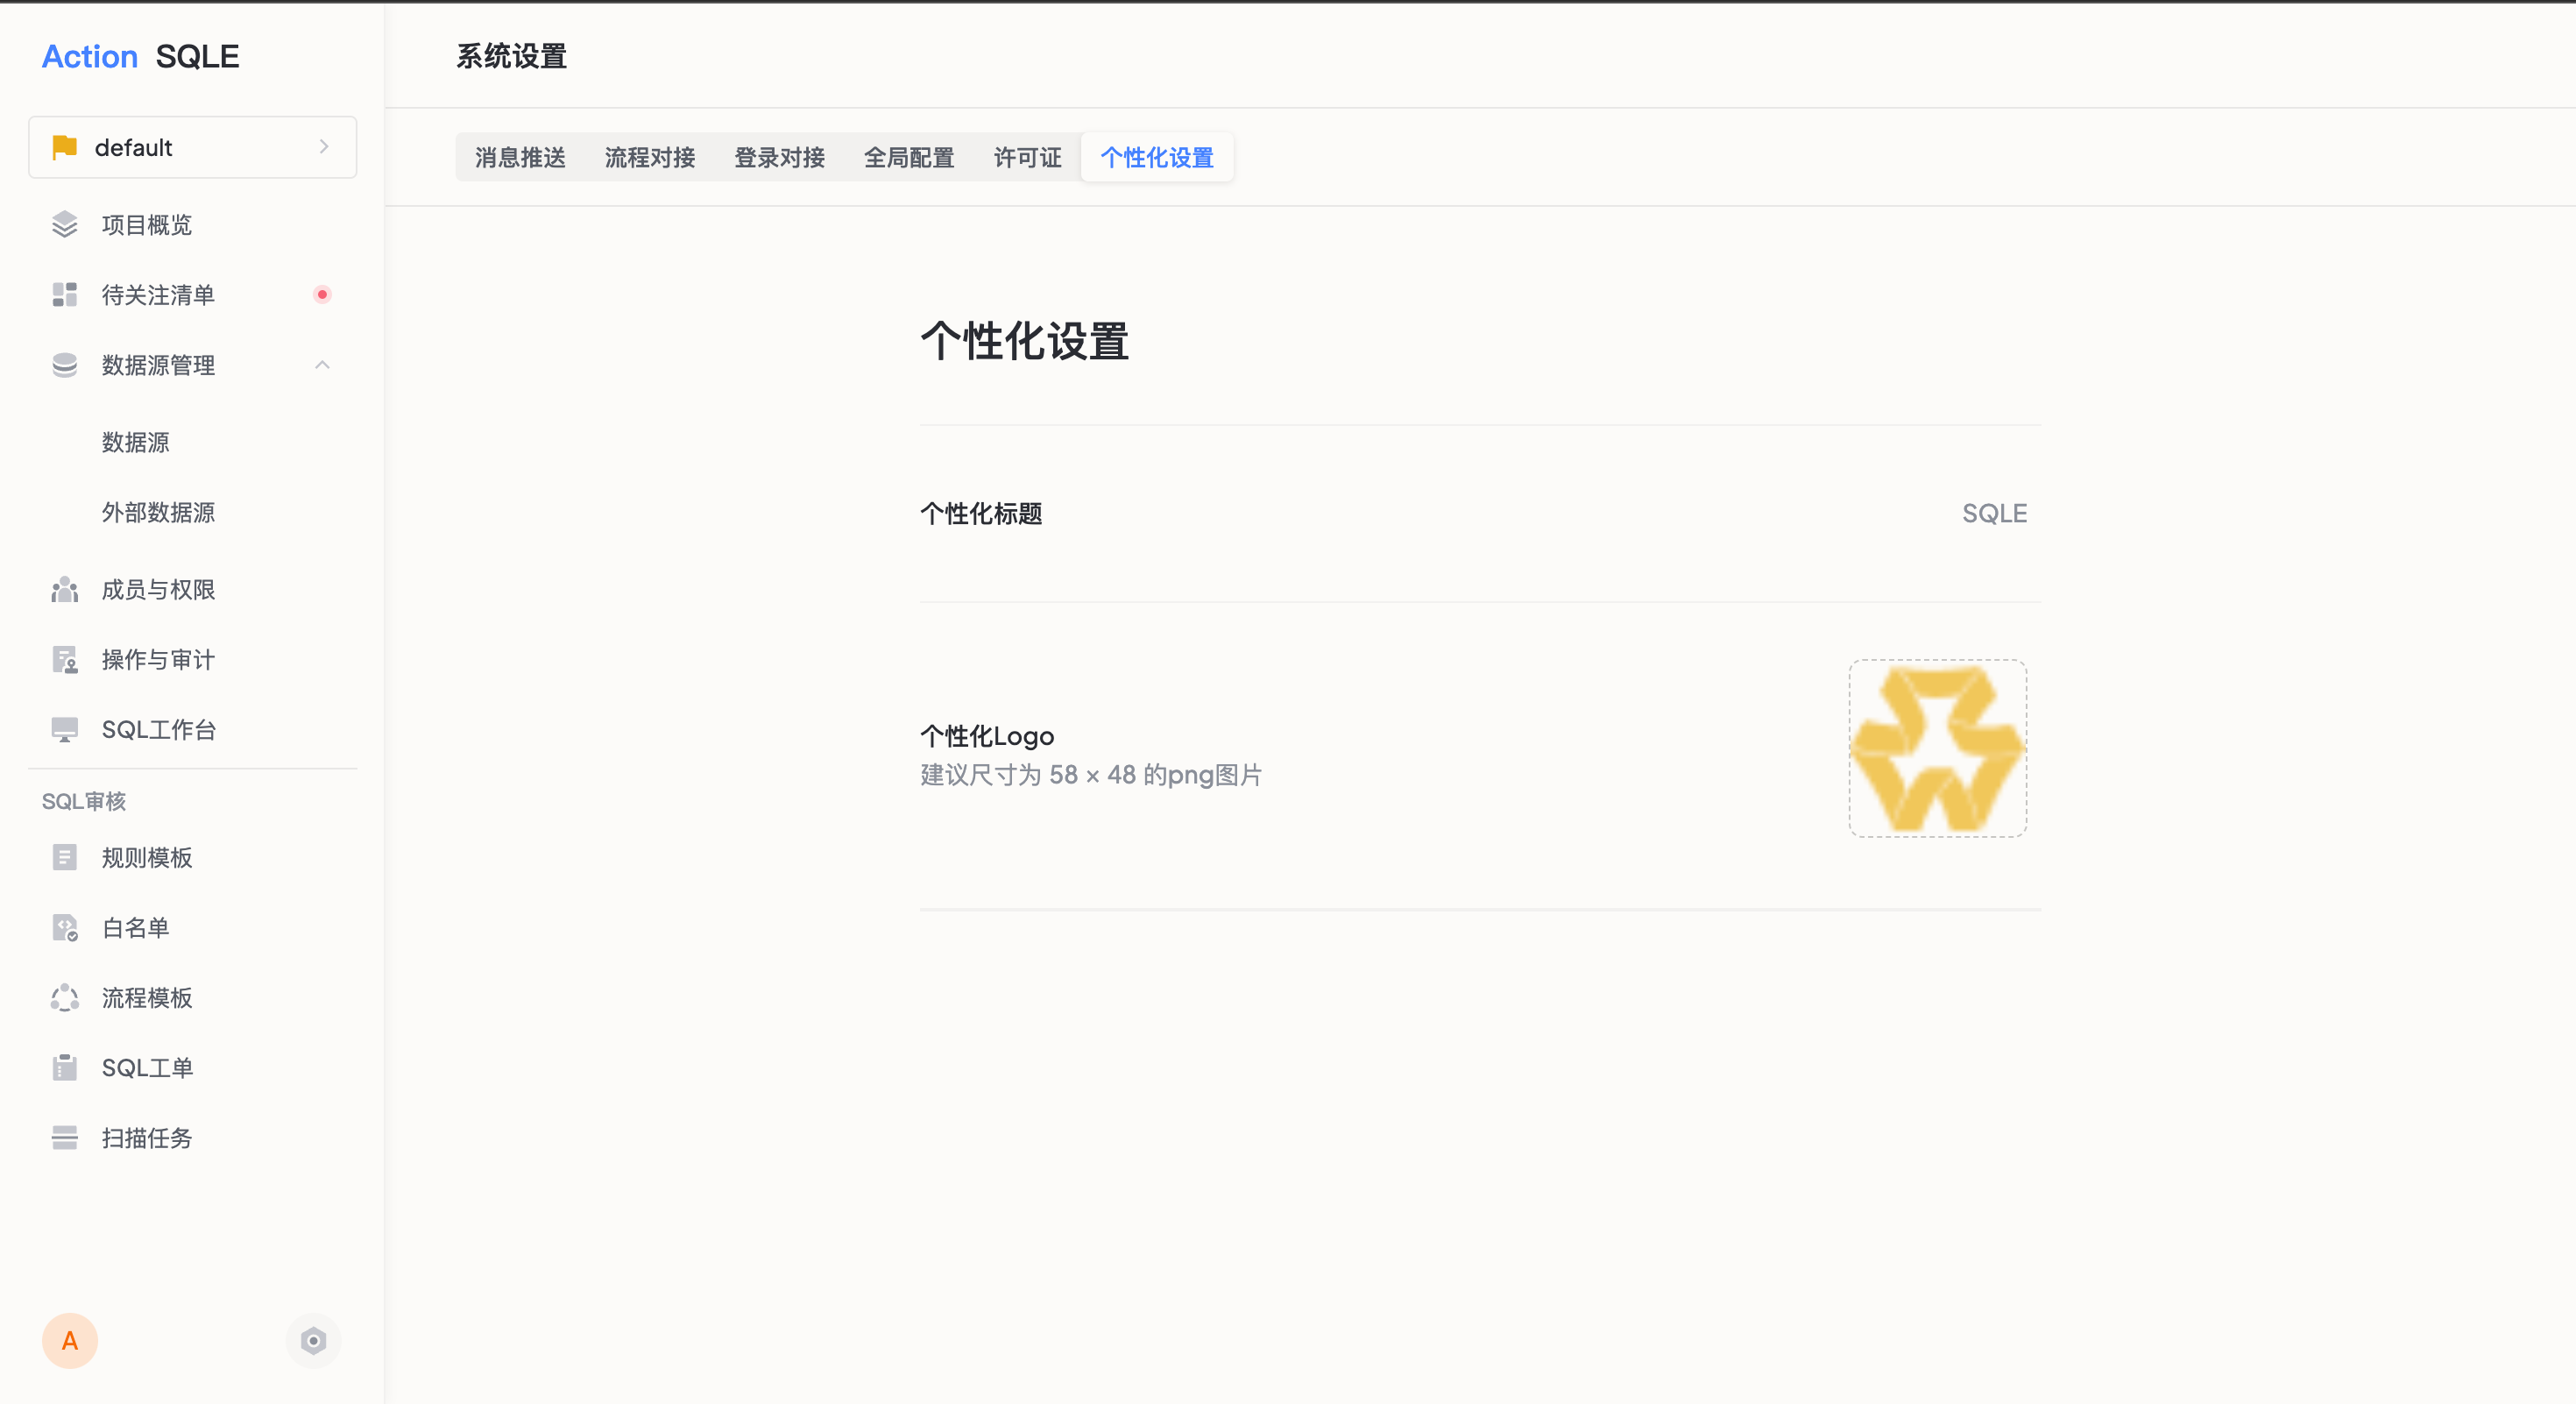 Action SQLE
default
项目概览
待关注清单
数据源管理
数据源
外部数据源
成员与权限
操作与审计
SQL工作台
SQL审核
规则模板
白名单
流程模板
SQL工单
扫描任务
A
系统设置
消息推送 流程对接 登录对接 全局配置 许可证 个性化设置
个性化设置
个性化标题 SQLE
个性化Logo
建议尺寸为 58 × 48 的png图片